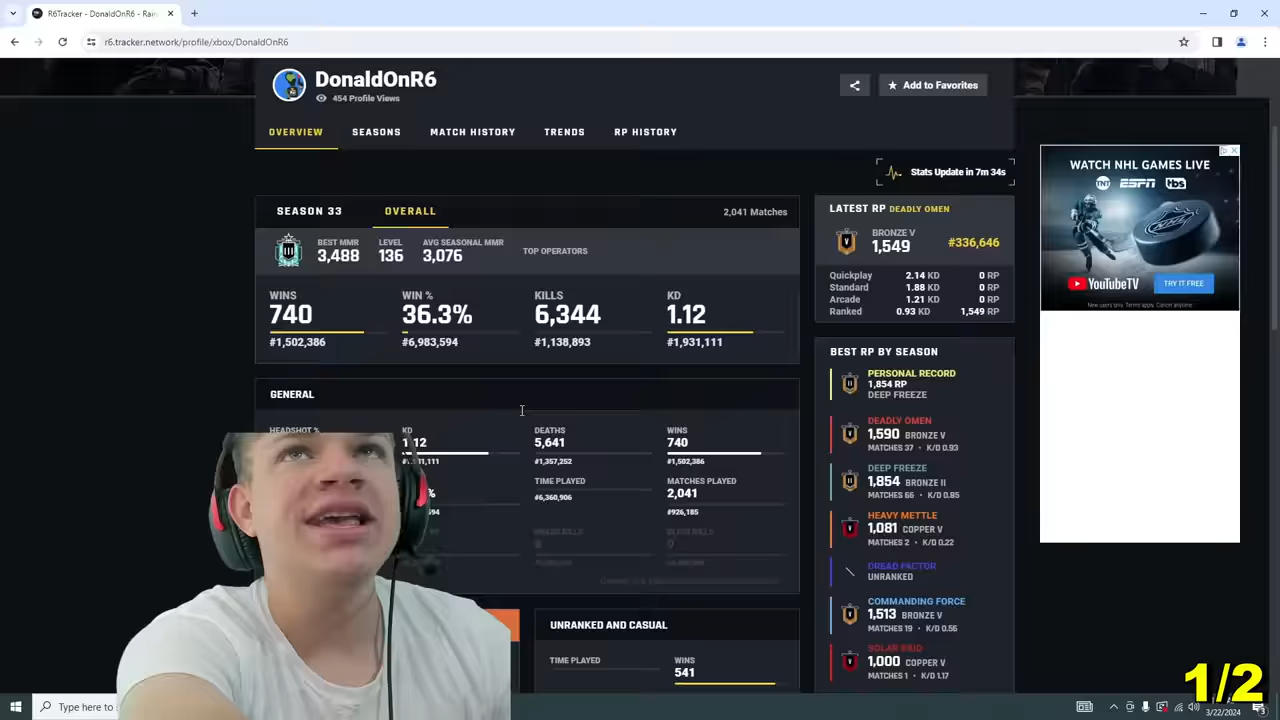 R6Tracker - DonaldOnR6 - Rain
r6.tracker.network/profile/xbox/DonaldOnR6
DonaldOnR6
454 Profile Views
Add to Favorites
OVERVIEW SEASONS MATCH HISTORY TRENDS RP HISTORY
Stats Update in 7m 34s
SEASON 33 OVERALL 2,041 Matches
BEST MMR LEVEL AVG SEASONAL MMR TOP OPERATORS
3,488 136 3,076
WINS WIN % KILLS KD
740 36.3% 6,344 1.12
#1,502,386 #6,983,594 #1,138,893 #1,931,111
GENERAL
HEADSHOT % KD DEATHS WINS
1.12 5,641 740
#1,357,252 #1,502,386
TIME PLAYED MATCHES PLAYED
% 2,041
#6,360,906 #926,185
UNRANKED AND CASUAL
TIME PLAYED WINS
541
LATEST RP DEADLY OMEN
V BRONZE V
1,549 #336,646
Quickplay 2.14 KD 0 RP
Standard 1.88 KD 0 RP
Arcade 1.21 KD 0 RP
Ranked 0.93 KD 1,549 RP
BEST RP BY SEASON
PERSONAL RECORD
1,854 RP
DEEP FREEZE
DEADLY OMEN
1,590 BRONZE V
MATCHES 37 • K/D 0.93
DEEP FREEZE
1,854 BRONZE II
MATCHES 66 • K/D 0.85
HEAVY METTLE
1,081 COPPER V
MATCHES 2 • K/D 0.22
DREAD FACTOR
UNRANKED
COMMANDING FORCE
1,513 BRONZE V
MATCHES 19 • K/D 0.56
SOLAR RAID
1,000 COPPER V
MATCHES 1 • K/D 1.17
WATCH NHL GAMES LIVE
TNT ESPN tbs
YouTubeTV TRY IT FREE
1/2
Type here to
3/22/2024